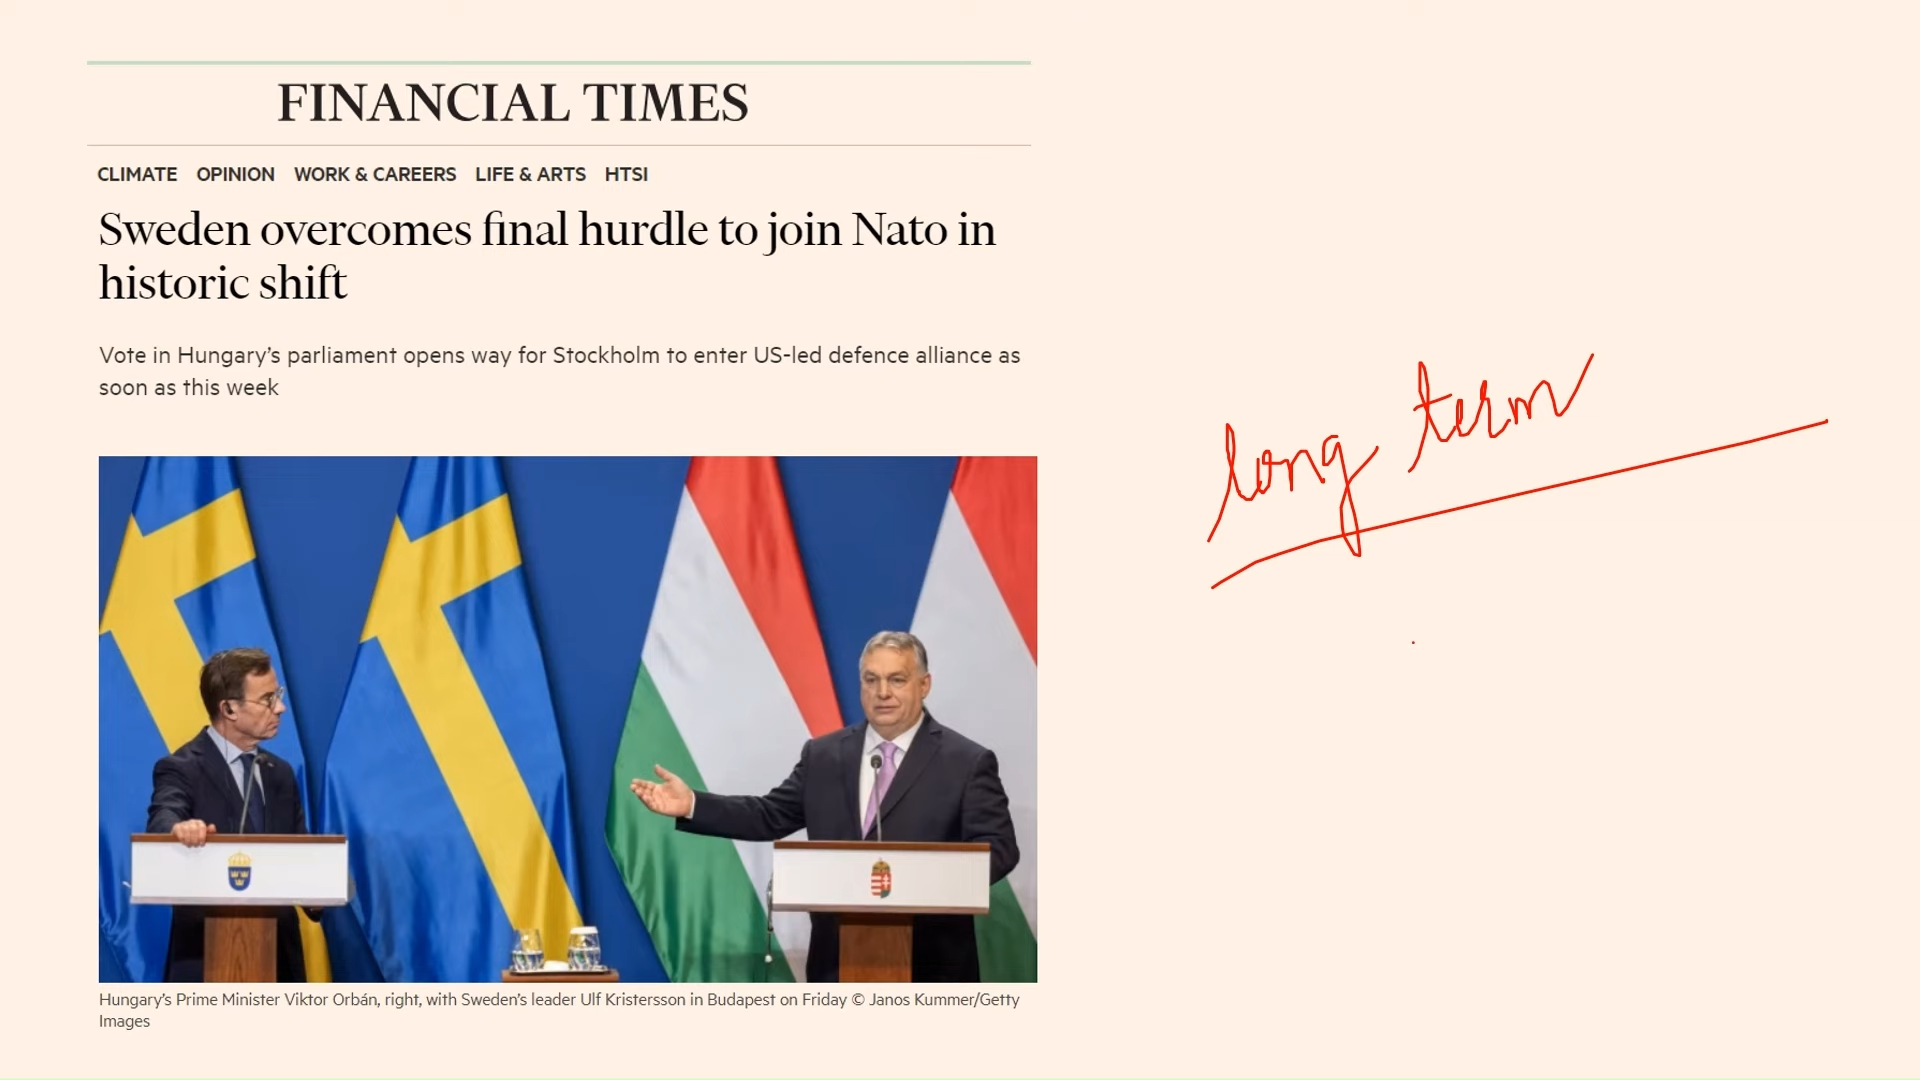 FINANCIAL TIMES
CLIMATE OPINION WORK & CAREERS LIFE & ARTS HTSI
Sweden overcomes final hurdle to join Nato in
historic shift
Vote in Hungary's parliament opens way for Stockholm to enter US-led defence alliance as
soon as this week
Hungary's Prime Minister Viktor Orbán, right, with Sweden's leader Ulf Kristersson in Budapest on Friday © Janos Kummer/Getty
Images
long term